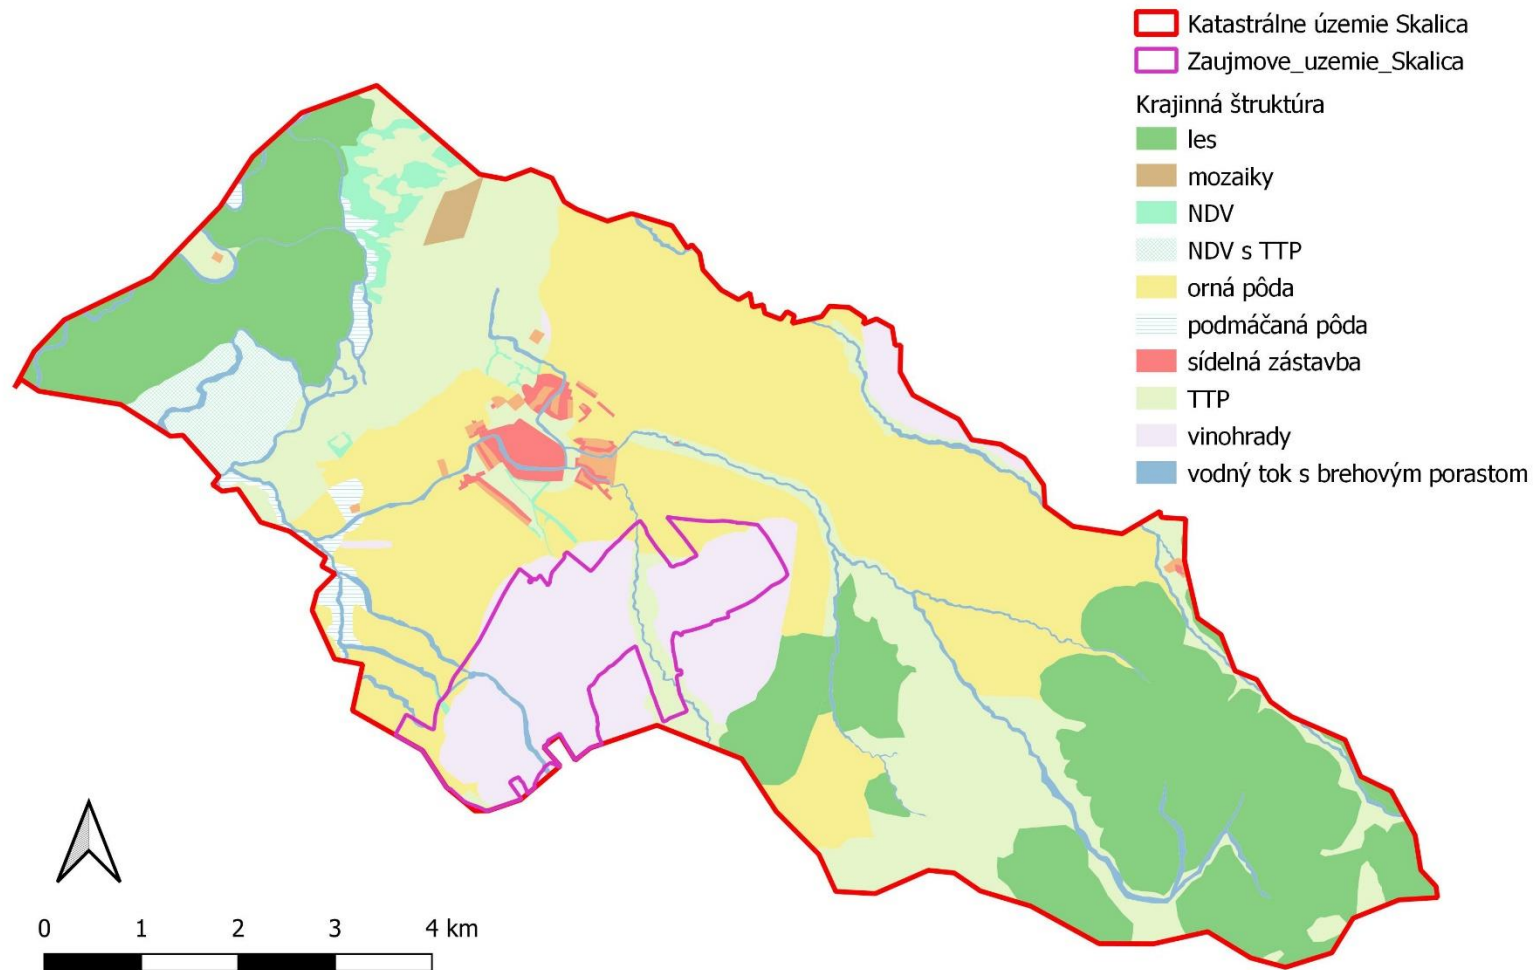 Katastrálne územie Skalica
Zaujmove_uzemie_Skalica
Krajinná štruktúra
les
mozaiky
NDV
NDV s TTP
orná pôda
podmáčaná pôda
sídelná zástavba
TTP
vinohrady
vodný tok s brehovým porastom
0 1 2 3 4 km